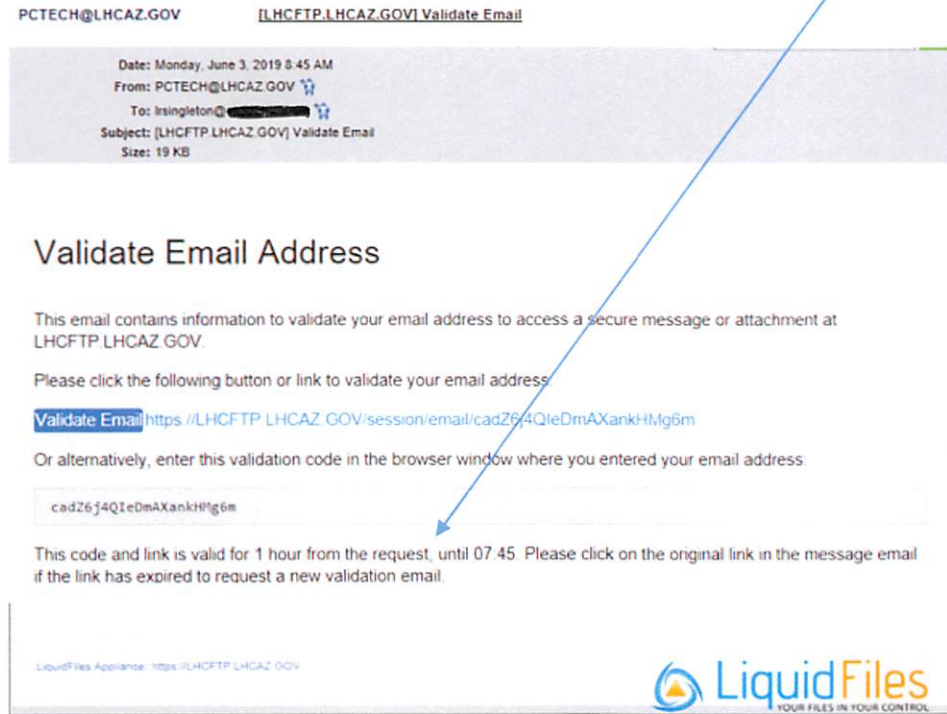 PCTECH@LHCAZ.GOV [LHCFTP.LHCAZ.GOV] Validate Email
Date: Monday, June 3, 2019 8:45 AM
From: PCTECH@LHCAZ.GOV
To: lrsingleton@
Subject: [LHCFTP.LHCAZ.GOV] Validate Email
Size: 19 KB
Validate Email Address
This email contains information to validate your email address to access a secure message or attachment at
LHCFTP.LHCAZ.GOV.
Please click the following button or link to validate your email address:
Validate Email https://LHCFTP.LHCAZ.GOV/session/email/cadZ6j4QIeDmAXankHMg6m
Or alternatively, enter this validation code in the browser window where you entered your email address:
cadZ6j4QIeDmAXankHMg6m
This code and link is valid for 1 hour from the request, until 07:45. Please click on the original link in the message email
if the link has expired to request a new validation email.
LiquidFiles Appliance: https://LHCFTP.LHCAZ.GOV
LiquidFiles
YOUR FILES IN YOUR CONTROL